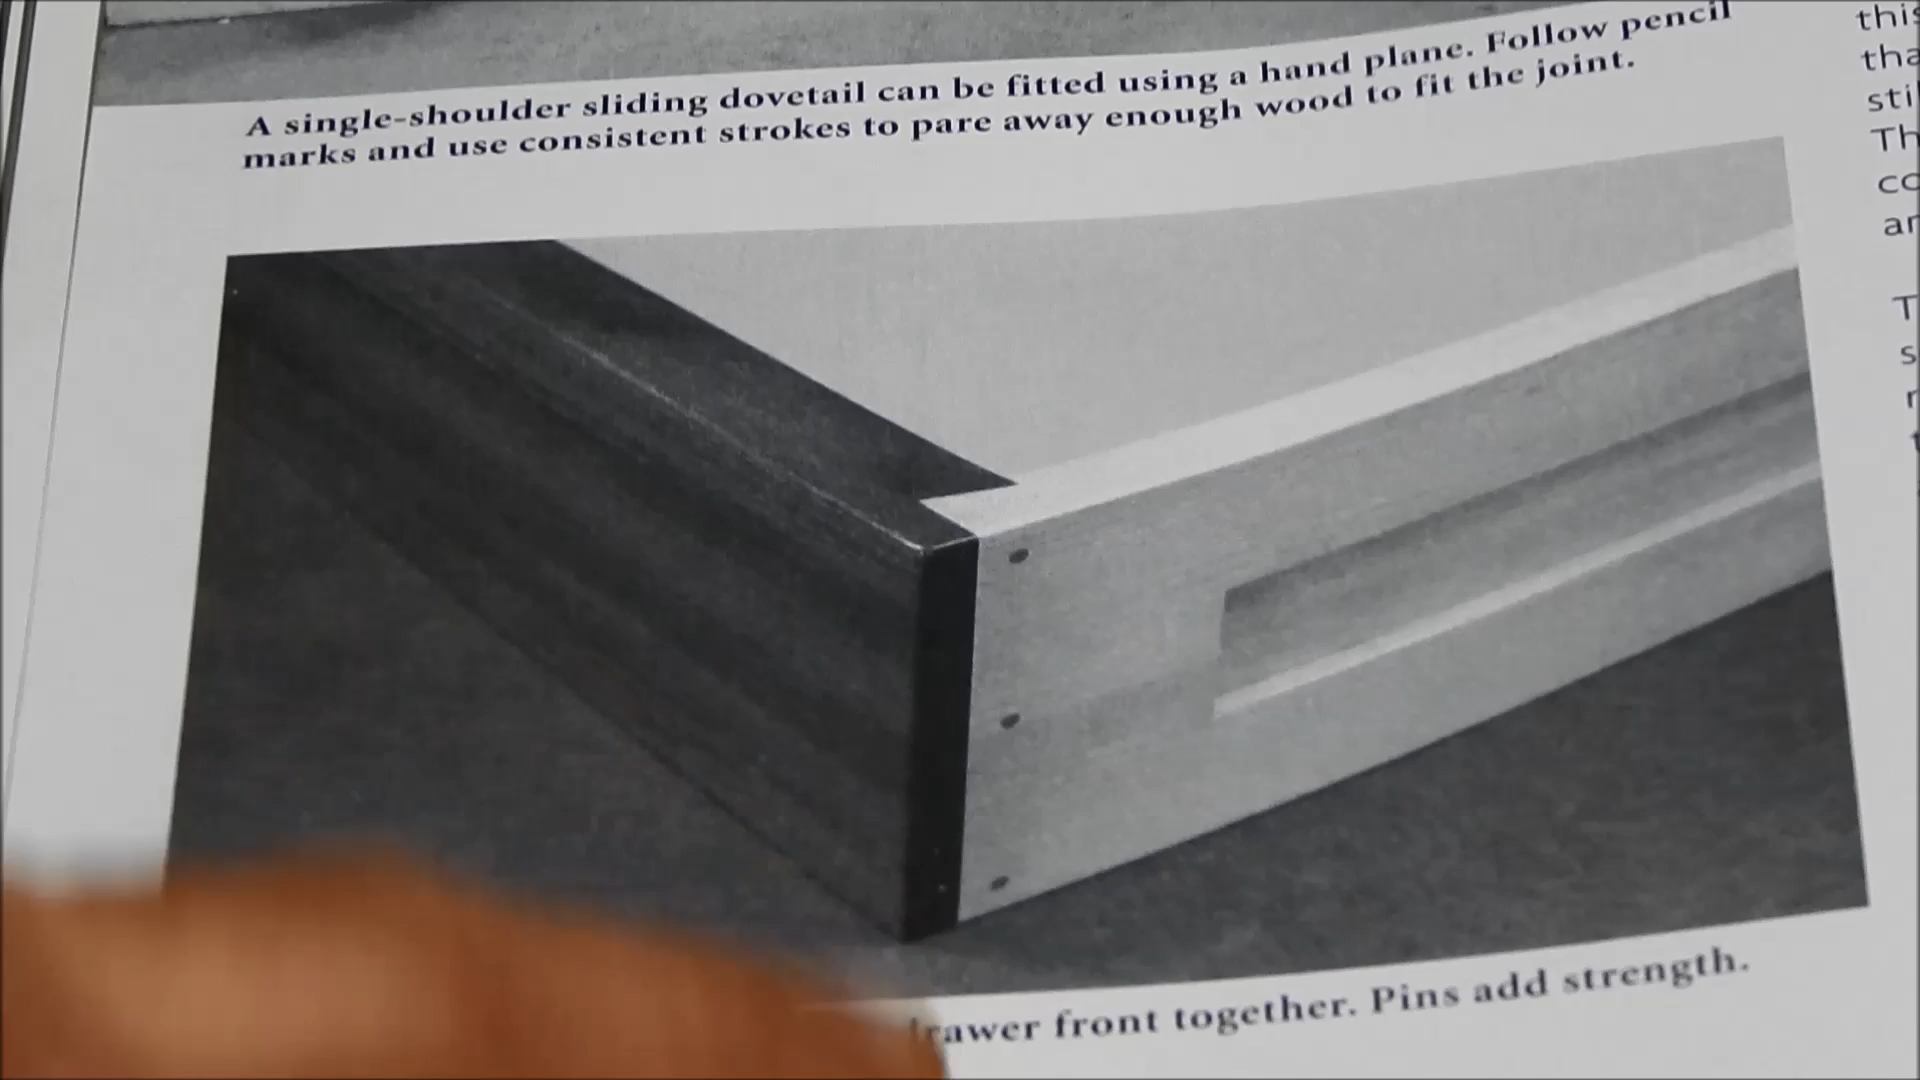 A single-shoulder sliding dovetail can be fitted using a hand plane. Follow pencil
marks and use consistent strokes to pare away enough wood to fit the joint.
front together. Pins add strength.